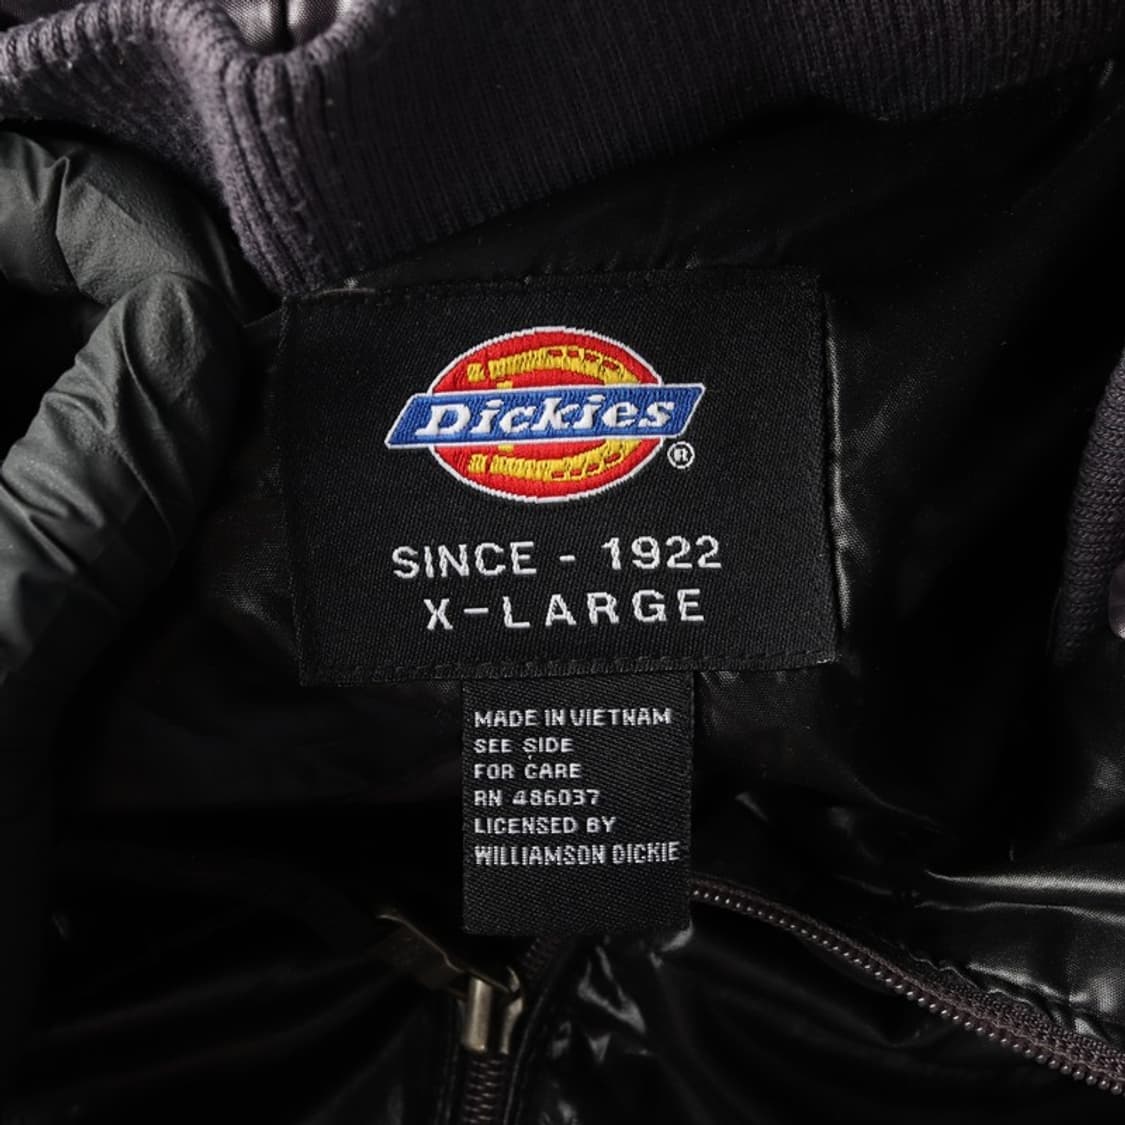 Dickies
®
SINCE - 1922
X-LARGE
MADE IN VIETNAM
SEE SIDE
FOR CARE
RN 486037
LICENSED BY
WILLIAMSON DICKIE